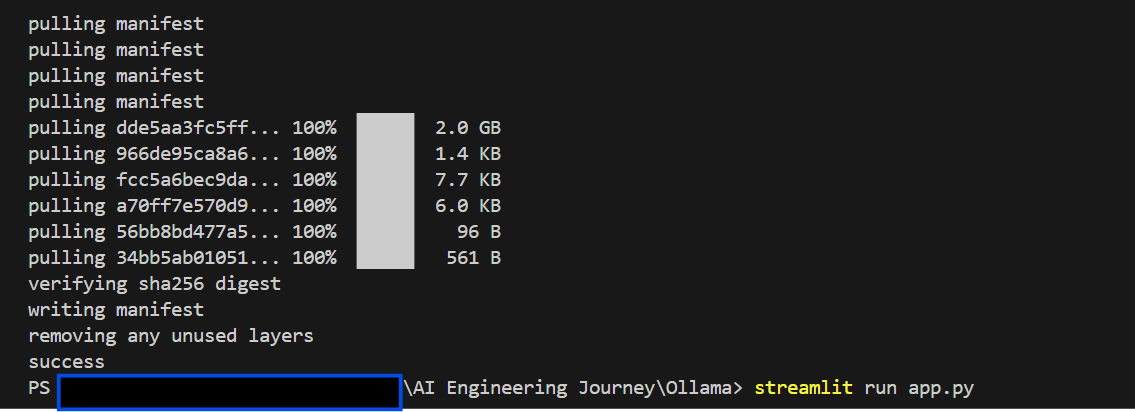 pulling manifest
pulling manifest
pulling manifest
pulling manifest
pulling dde5aa3fc5ff... 100% 2.0 GB
pulling 966de95ca8a6... 100% 1.4 KB
pulling fcc5a6bec9da... 100% 7.7 KB
pulling a70ff7e570d9... 100% 6.0 KB
pulling 56bb8bd477a5... 100% 96 B
pulling 34bb5ab01051... 100% 561 B
verifying sha256 digest
writing manifest
removing any unused layers
success
PS \AI Engineering Journey\Ollama> streamlit run app.py